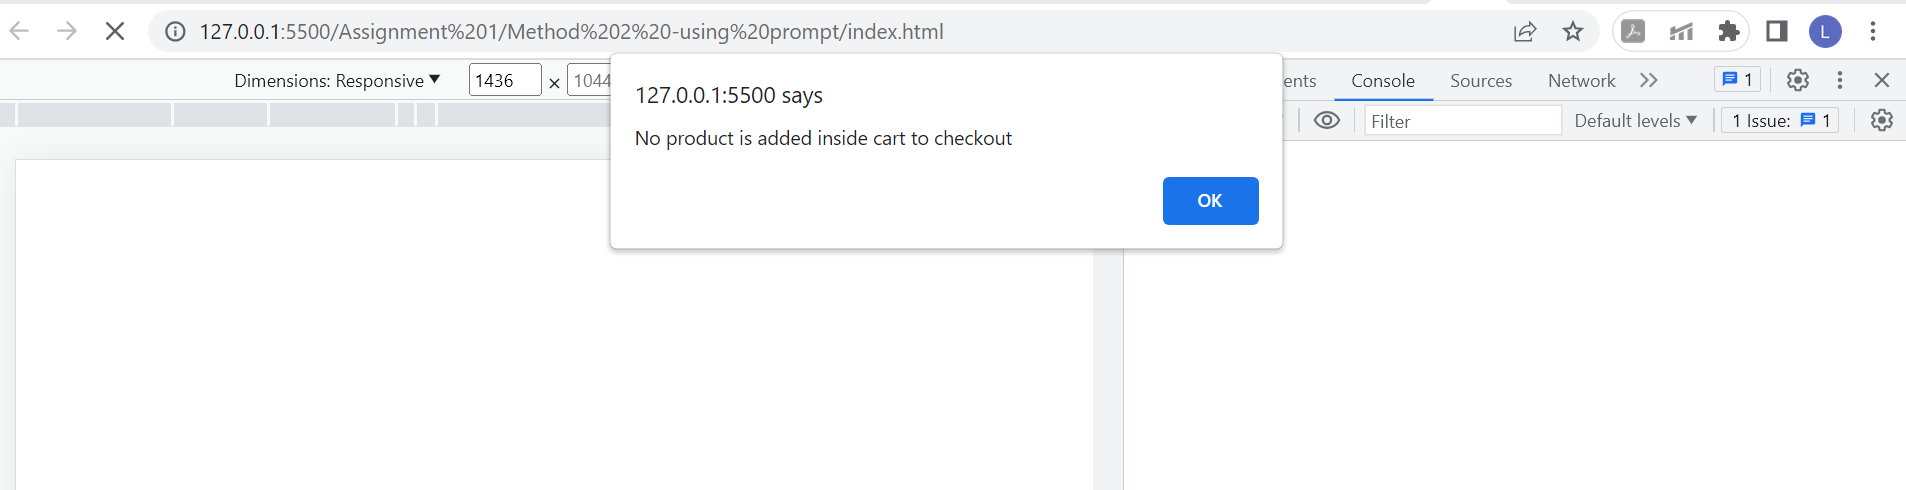 127.0.0.1:5500/Assignment%201/Method%202%20-using%20prompt/index.html
L
Dimensions: Responsive
1436 × 1044
ents Console Sources Network
1
127.0.0.1:5500 says
No product is added inside cart to checkout
OK
Filter
Default levels
1 Issue: 1